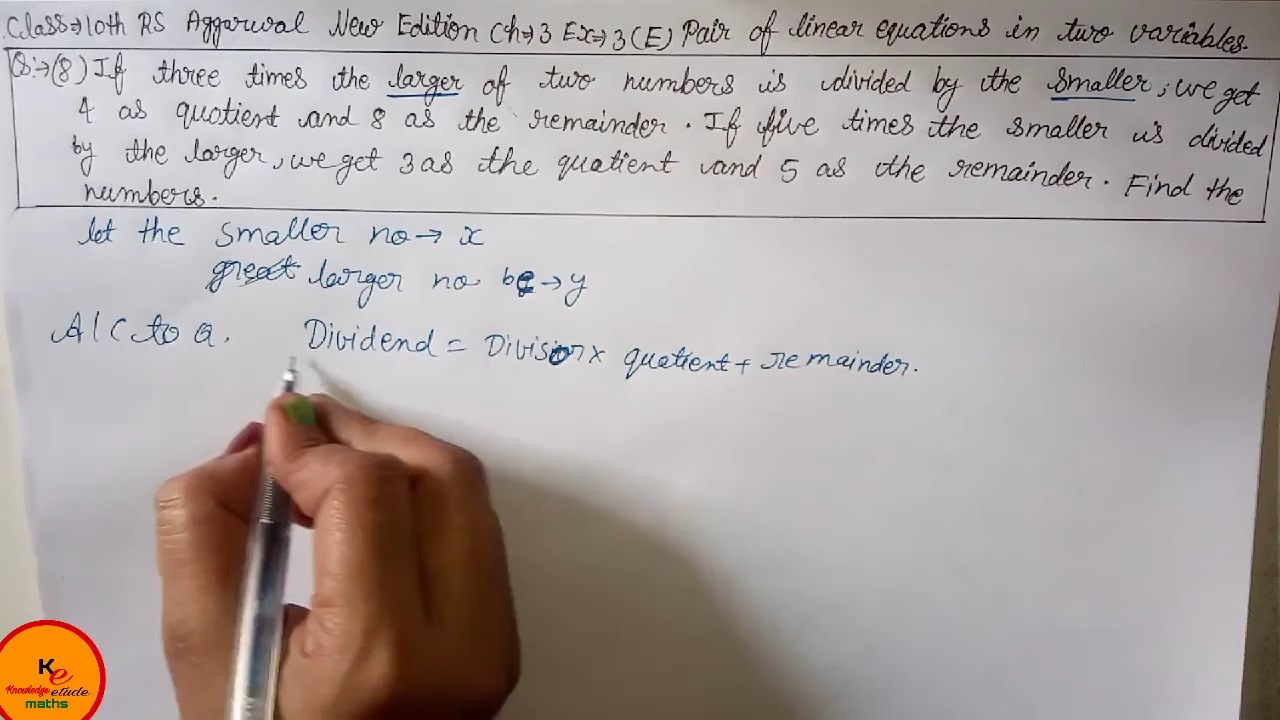 Class→10th RS Aggarwal New Edition Ch→3 Ex→3(E) Pair of linear equations in two variables.
Q:→(8) If three times the larger of two numbers is divided by the smaller, we get
4 as quotient and 8 as the remainder. If five times the smaller is divided
by the larger, we get 3 as the quotient and 5 as the remainder. Find the
numbers.
let the smaller no→ x
great larger no be→y
A/C to Q. Dividend = Divisor× quotient + remainder.
Ke
Knowledge etude
maths